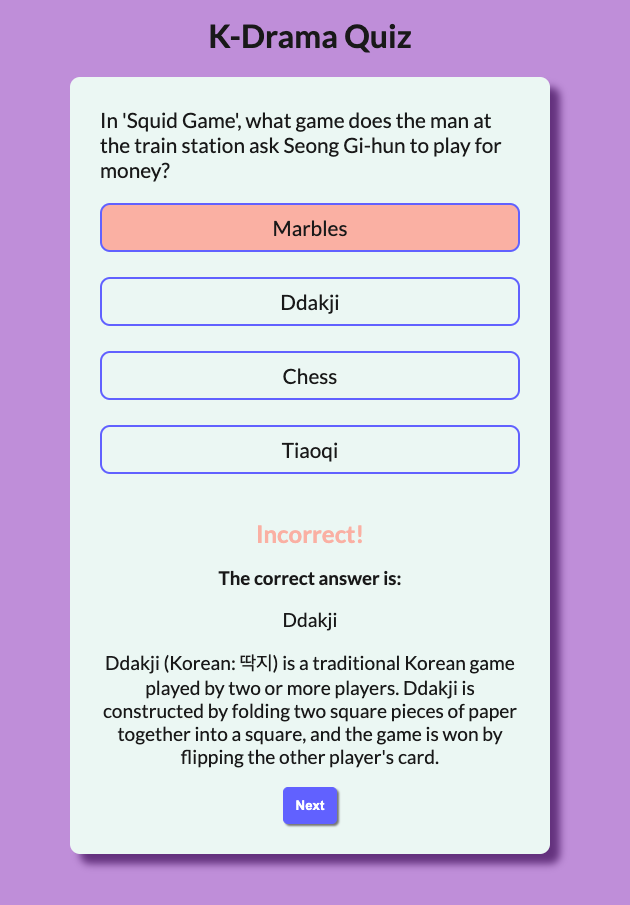 K-Drama Quiz
In 'Squid Game', what game does the man at
the train station ask Seong Gi-hun to play for
money?
Marbles
Ddakji
Chess
Tiaoqi
Incorrect!
The correct answer is:
Ddakji
Ddakji (Korean: 딱지) is a traditional Korean game
played by two or more players. Ddakji is
constructed by folding two square pieces of paper
together into a square, and the game is won by
flipping the other player's card.
Next